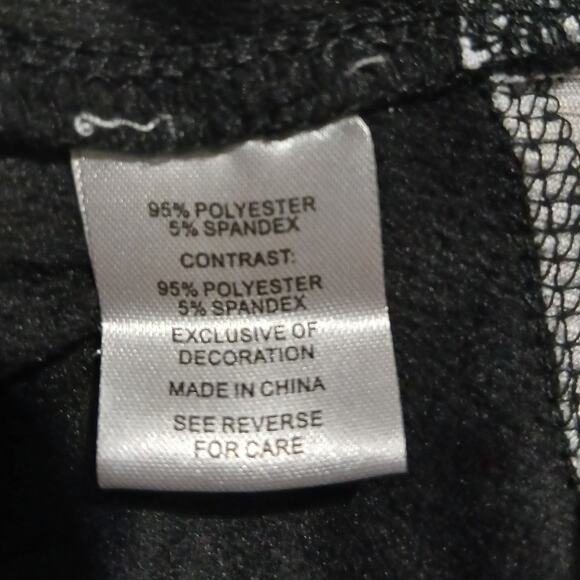 95% POLYESTER
5% SPANDEX
CONTRAST:
95% POLYESTER
5% SPANDEX
EXCLUSIVE OF
DECORATION
MADE IN CHINA
SEE REVERSE
FOR CARE